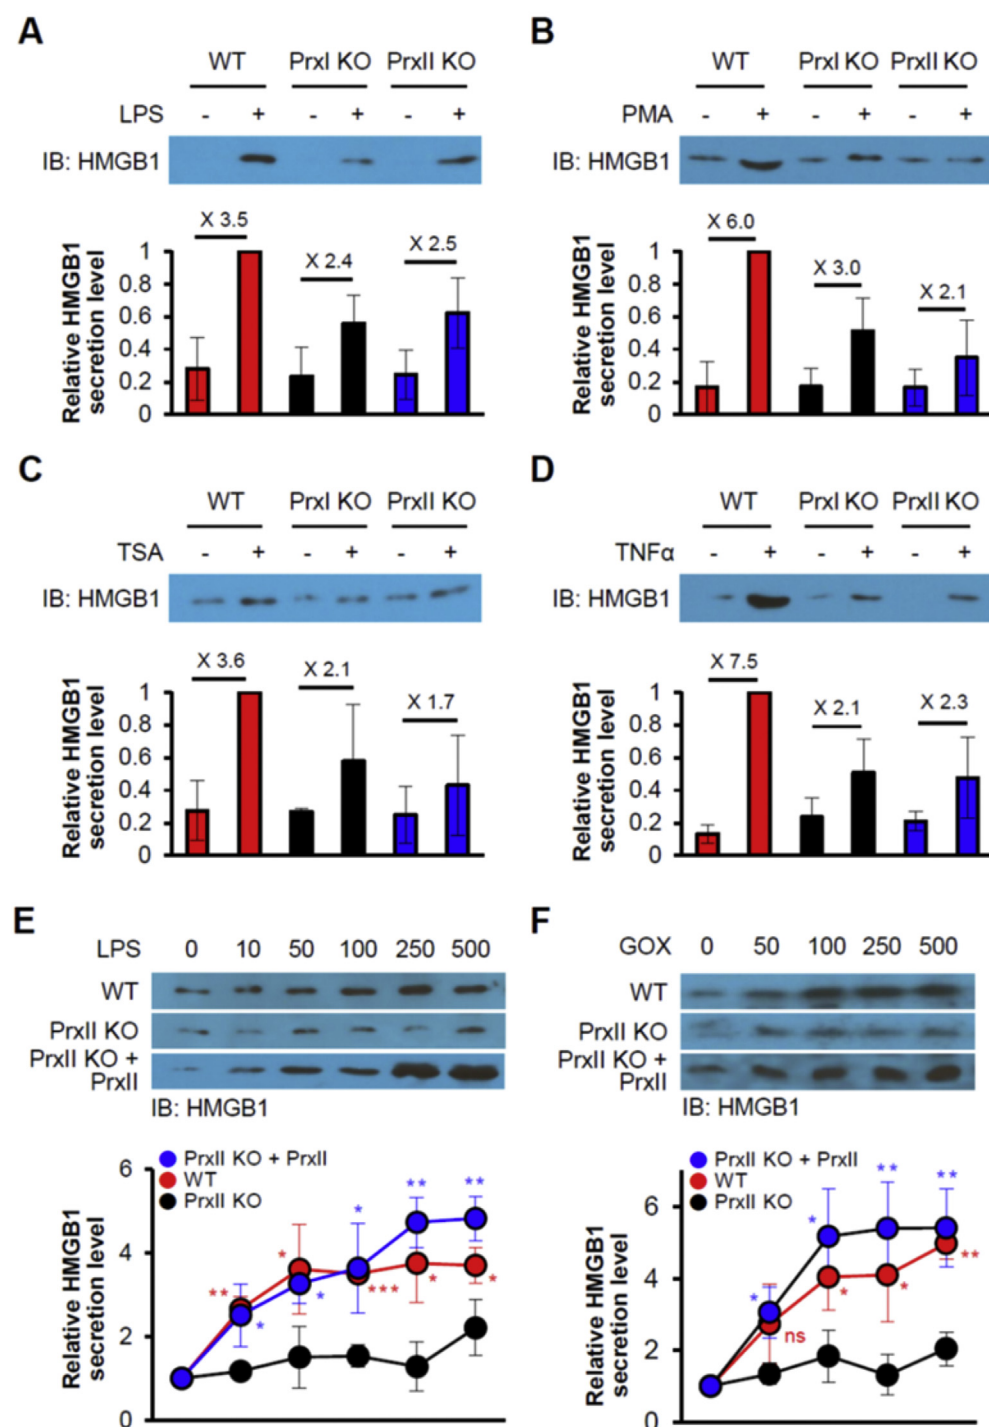 A
WT PrxI KO PrxII KO
LPS - + - + - +
IB: HMGB1
X 3.5
X 2.4
X 2.5
Relative HMGB1
secretion level
1
0.8
0.6
0.4
0.2
0
B
WT PrxI KO PrxII KO
PMA - + - + - +
IB: HMGB1
X 6.0
X 3.0
X 2.1
Relative HMGB1
secretion level
1
0.8
0.6
0.4
0.2
0
C
WT PrxI KO PrxII KO
TSA - + - + - +
IB: HMGB1
X 3.6
X 2.1
X 1.7
Relative HMGB1
secretion level
1
0.8
0.6
0.4
0.2
0
D
WT PrxI KO PrxII KO
TNFα - + - + - +
IB: HMGB1
X 7.5
X 2.1
X 2.3
Relative HMGB1
secretion level
1
0.8
0.6
0.4
0.2
0
E
LPS 0 10 50 100 250 500
WT
PrxII KO
PrxII KO +
PrxII
IB: HMGB1
PrxII KO + PrxII
WT
PrxII KO
Relative HMGB1
secretion level
6
4
2
0
** * * * * *** ** * ** *
F
GOX 0 50 100 250 500
WT
PrxII KO
PrxII KO +
PrxII
IB: HMGB1
PrxII KO + PrxII
WT
PrxII KO
Relative HMGB1
secretion level
6
4
2
0
* ns * * ** * ** **